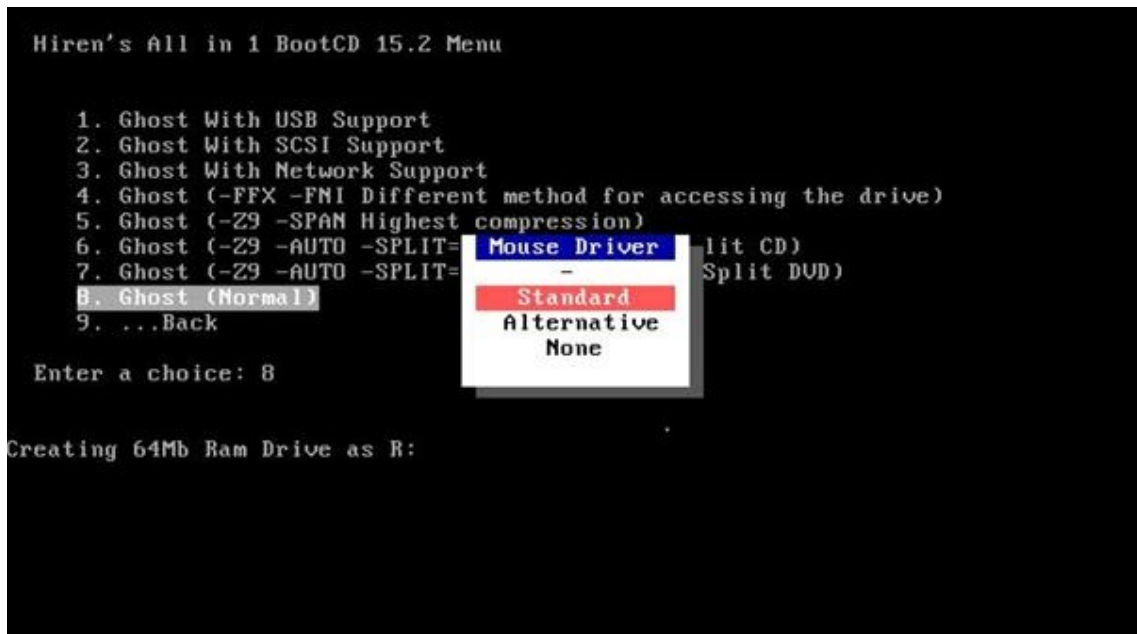 Hiren's All in 1 BootCD 15.2 Menu
1. Ghost With USB Support
2. Ghost With SCSI Support
3. Ghost With Network Support
4. Ghost (-FFX -FNI Different method for accessing the drive)
5. Ghost (-Z9 -SPAN Highest compression)
6. Ghost (-Z9 -AUTO -SPLIT= lit CD)
7. Ghost (-Z9 -AUTO -SPLIT= Split DVD)
8. Ghost (Normal)
9. ...Back
Mouse Driver
-
Standard
Alternative
None
Enter a choice: 8
Creating 64Mb Ram Drive as R: